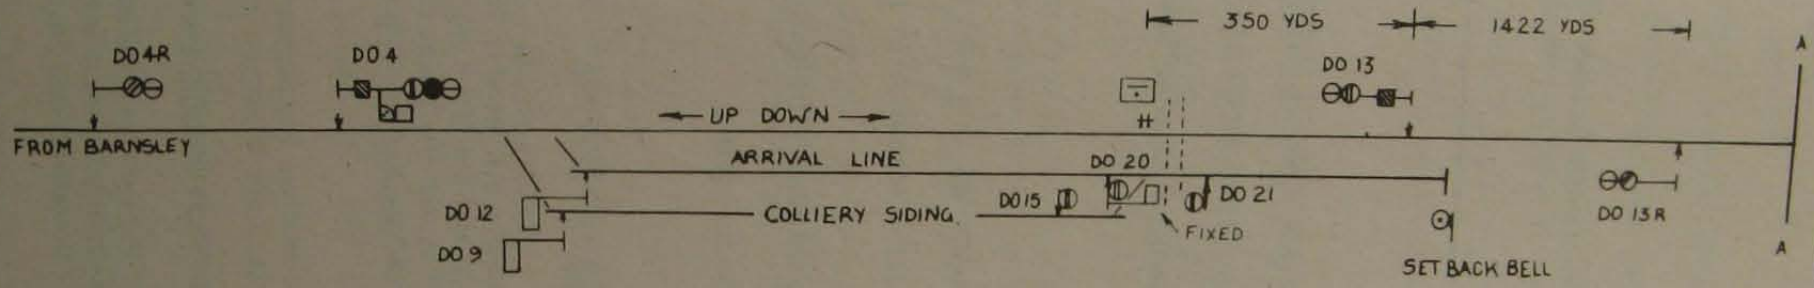 350 YDS
1422 YDS
DO4R
DO 4
DO 13
A
UP DOWN
FROM BARNSLEY
ARRIVAL LINE
DO 20
DO 12
COLLIERY SIDING
DO15
DO 21
DO 13R
FIXED
DO 9
A
SET BACK BELL